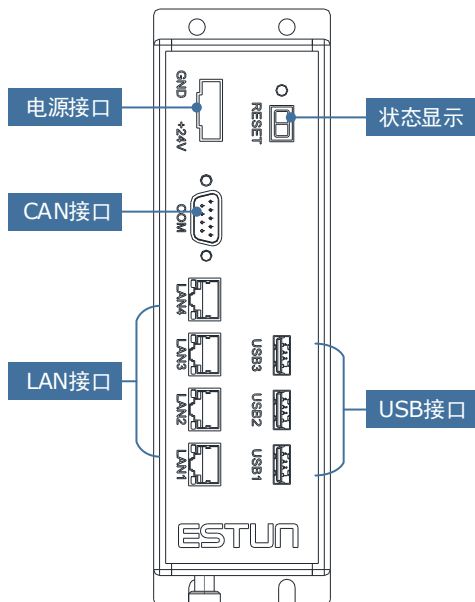 GND
+24V
RESET
电源接口
状态显示
CAN接口
COM
LAN4
LAN3
LAN2
LAN1
LAN接口
USB3
USB2
USB1
USB接口
ESTUN